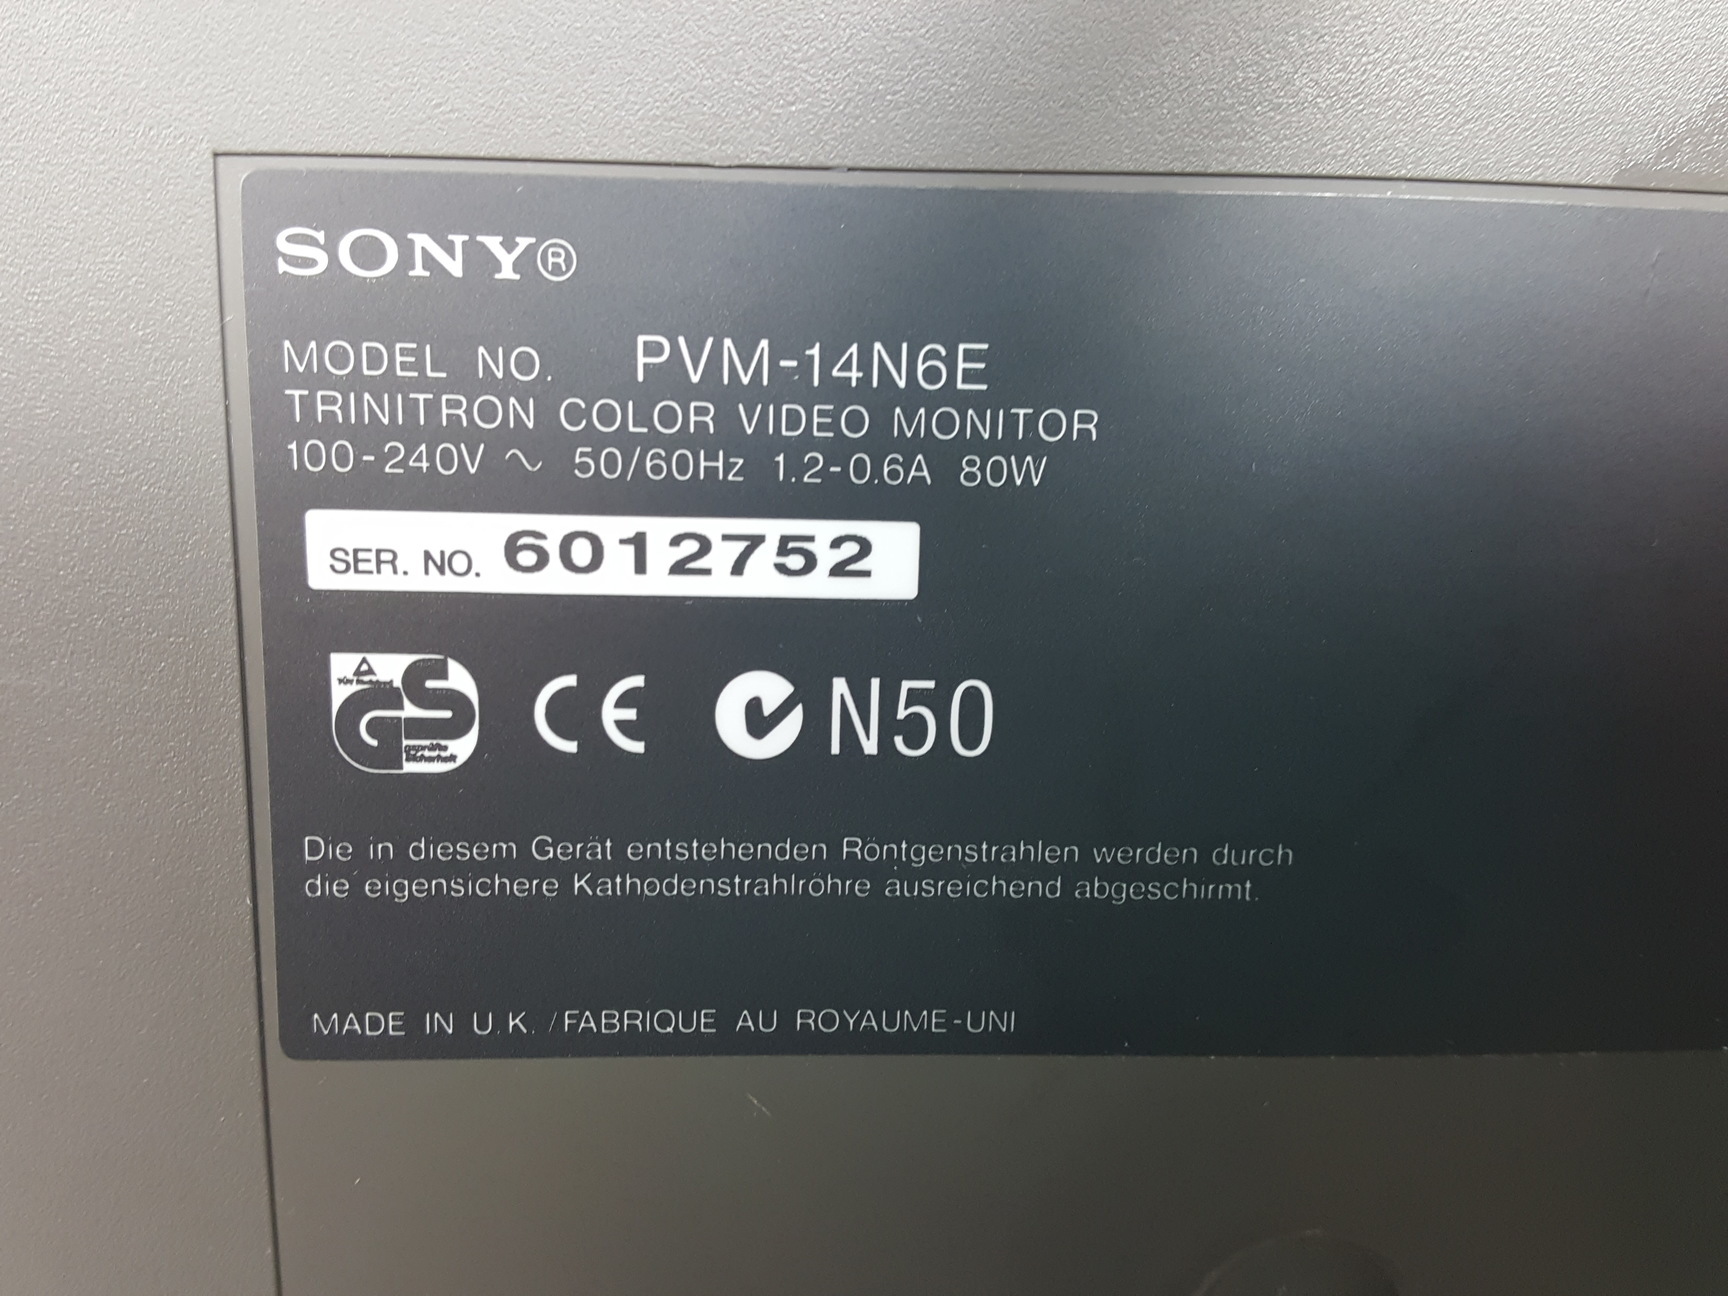 SONY®
MODEL NO. PVM-14N6E
TRINITRON COLOR VIDEO MONITOR
100-240V ~ 50/60Hz 1.2-0.6A 80W
SER. NO. 6012752
GS
geprüfte
Sicherheit
CE N50
Die in diesem Gerät entstehenden Röntgenstrahlen werden durch
die eigensichere Kathodenstrahlröhre ausreichend abgeschirmt.
MADE IN U.K. /FABRIQUE AU ROYAUME-UNI